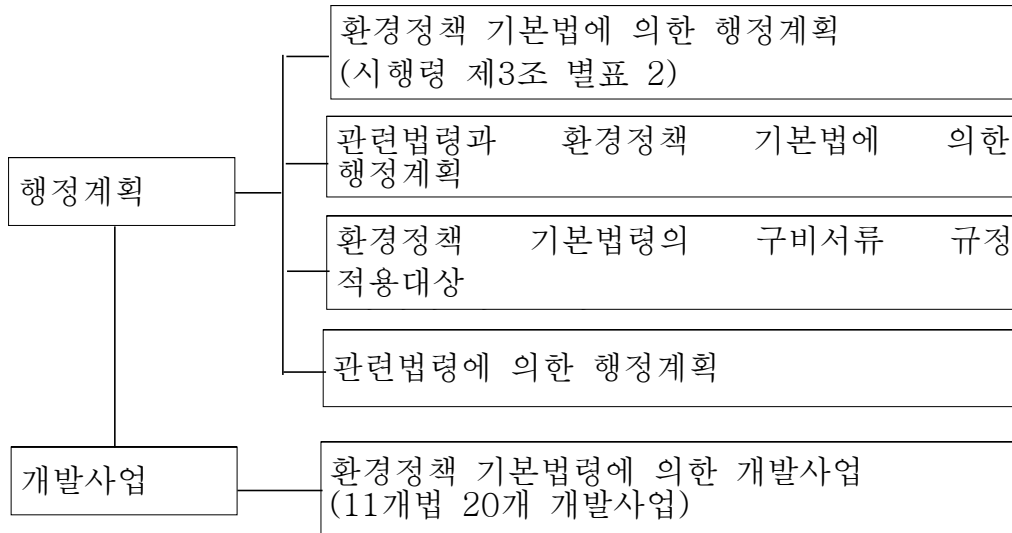 환경정책 기본법에 의한 행정계획
(시행령 제3조 별표 2)
관련법령과 환경정책 기본법에 의한
행정계획
행정계획
환경정책 기본법령의 구비서류 규정
적용대상
관련법령에 의한 행정계획
개발사업
환경정책 기본법령에 의한 개발사업
(11개법 20개 개발사업)